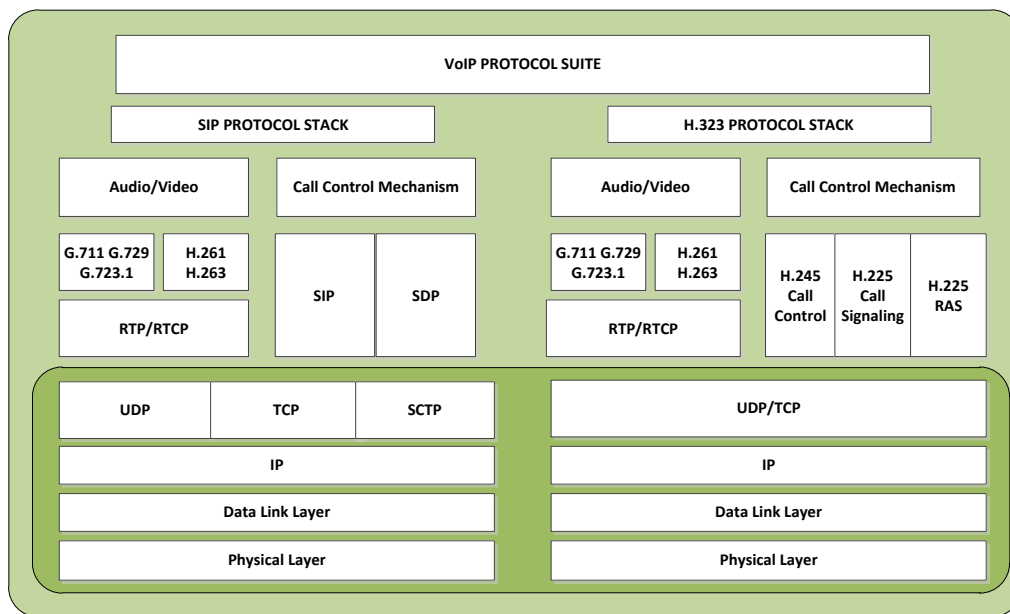 VoIP PROTOCOL SUITE
SIP PROTOCOL STACK
H.323 PROTOCOL STACK
Audio/Video
Call Control Mechanism
Audio/Video
Call Control Mechanism
G.711 G.729
G.723.1
H.261
H.263
SIP
SDP
RTP/RTCP
G.711 G.729
G.723.1
H.261
H.263
RTP/RTCP
H.245
Call
Control
H.225
Call
Signaling
H.225
RAS
UDP
TCP
SCTP
UDP/TCP
IP
IP
Data Link Layer
Data Link Layer
Physical Layer
Physical Layer